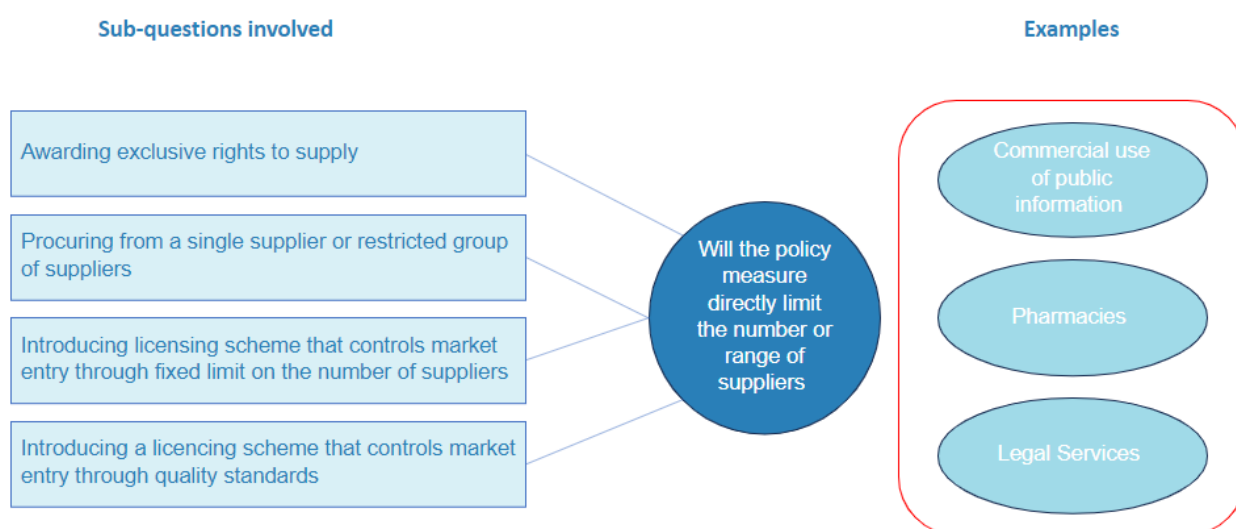 Sub-questions involved
Examples
Awarding exclusive rights to supply
Procuring from a single supplier or restricted group
of suppliers
Introducing licensing scheme that controls market
entry through fixed limit on the number of suppliers
Introducing a licencing scheme that controls market
entry through quality standards
Will the policy
measure
directly limit
the number or
range of
suppliers
Commercial use
of public
information
Pharmacies
Legal Services